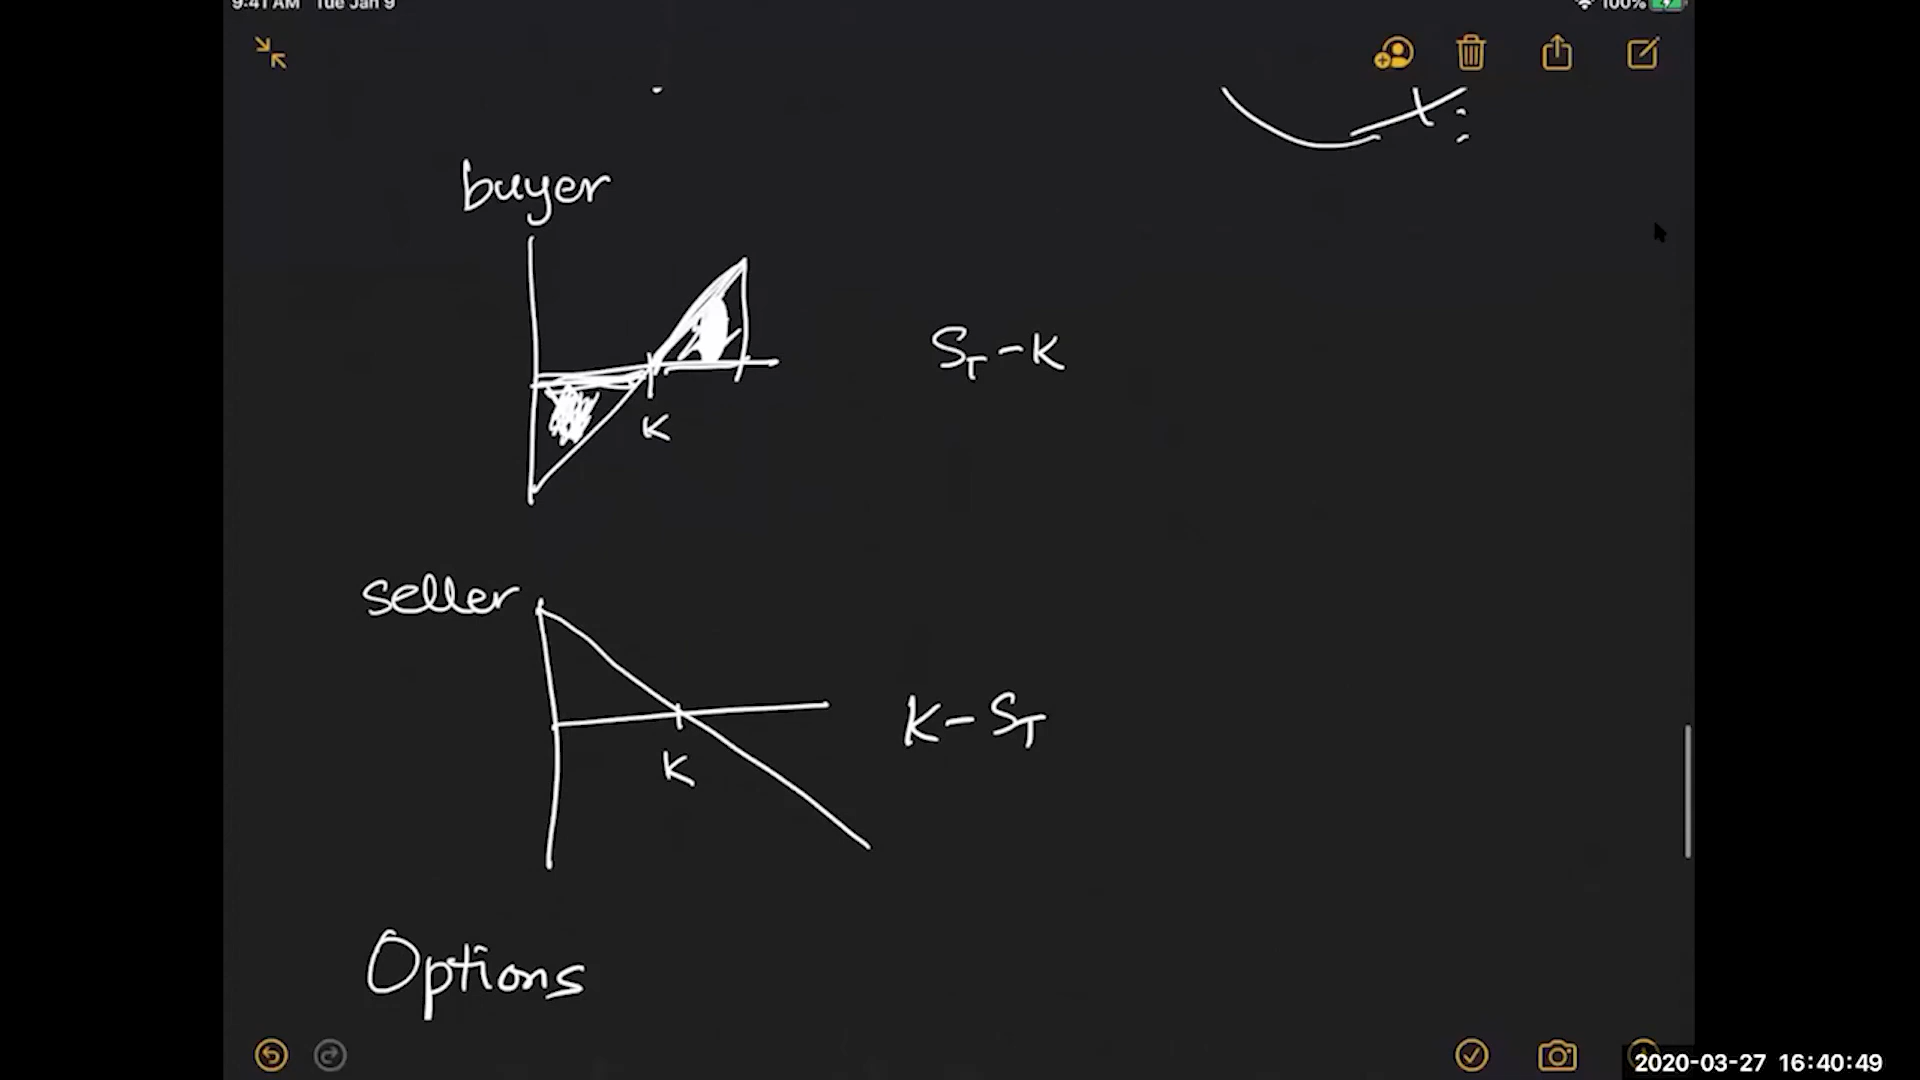 9:41 AM Tue Jan 9
100%
buyer
S_T - K
K
seller
K - S_T
K
Options
2020-03-27 16:40:49